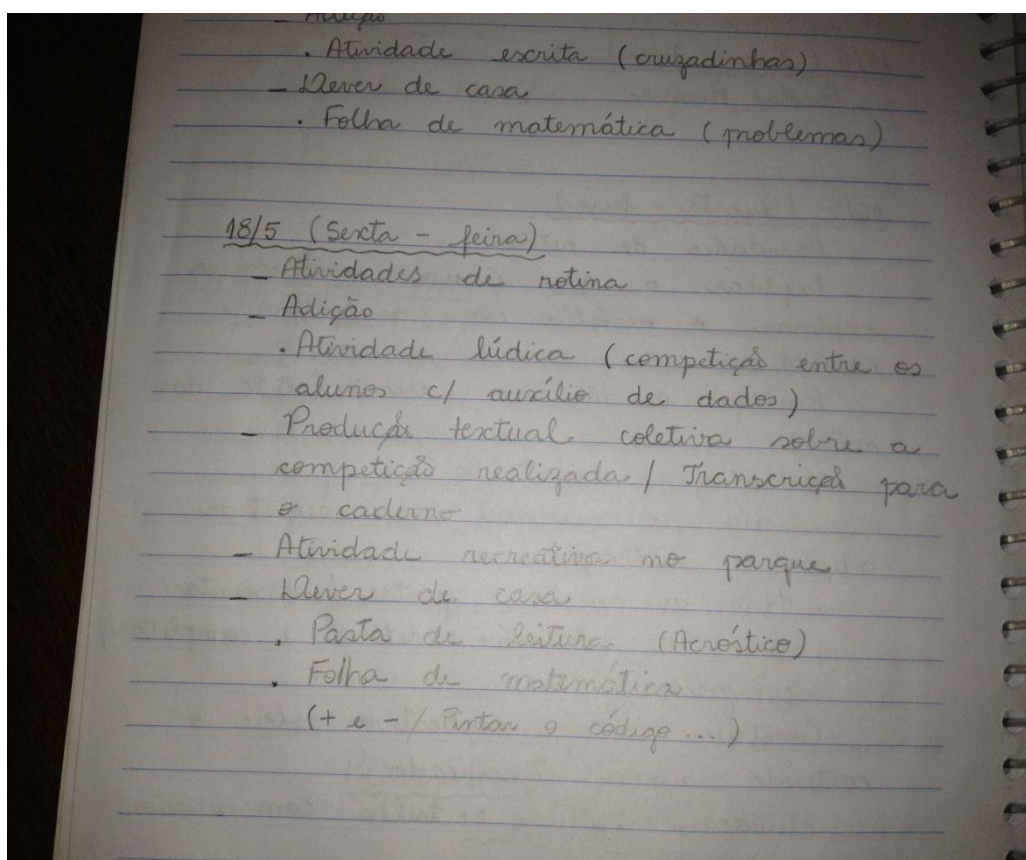 - Adição
. Atividade escrita (cruzadinhas)
- Dever de casa
. Folha de matemática (problemas)
18/5 (Sexta - feira)
- Atividades de rotina
- Adição
. Atividade lúdica (competição entre os
alunos c/ auxílio de dados)
- Produção textual coletiva sobre a
competição realizada / Transcrição para
o caderno
- Atividade recreativa no parque
- Dever de casa
. Pasta de leitura (Acróstico)
. Folha de matemática
(+ e - / Pintar o código ...)